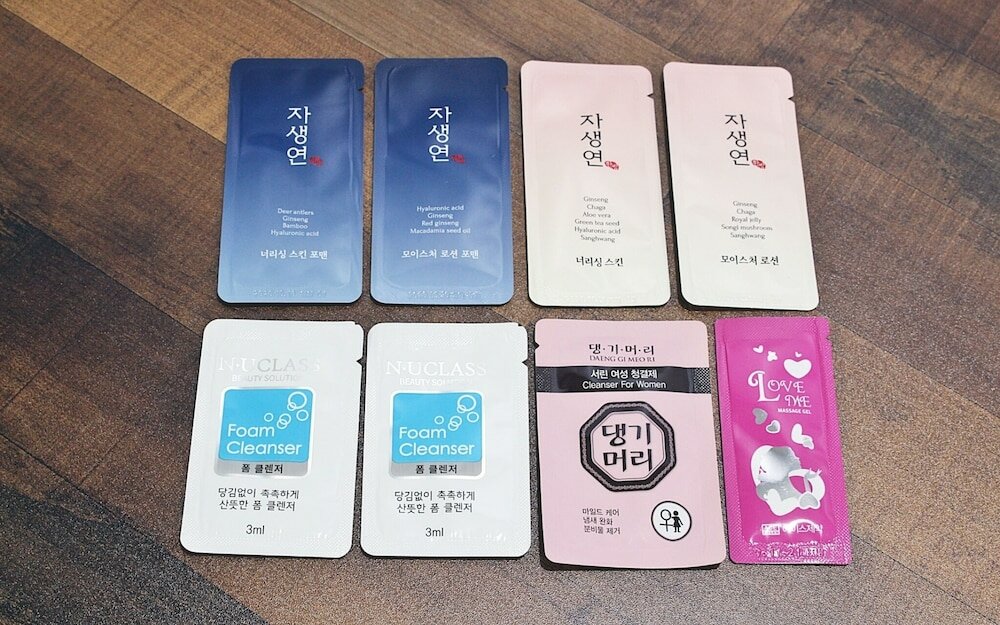 자생연
Deer antlers
Ginseng
Bamboo
Hyaluronic acid
너리싱 스킨 포맨
자생연
Hyaluronic acid
Ginseng
Red ginseng
Macadamia seed oil
모이스처 로션 포맨
자생연
Ginseng
Chaga
Aloe vera
Green tea seed
Hyaluronic acid
Sanghwang
너리싱 스킨
자생연
Ginseng
Chaga
Royal jelly
Songi mushrooms
Sanghwang
모이스처 로션
N·UCLASS
BEAUTY SOLUTION
Foam
Cleanser
폼 클렌저
당김없이 촉촉하게
산뜻한 폼 클렌저
3ml
N·UCLASS
BEAUTY SOLUTION
Foam
Cleanser
폼 클렌저
당김없이 촉촉하게
산뜻한 폼 클렌저
3ml
댕·기·머·리
DAENG GI MEO RI
서린 여성 청결제
Cleanser For Women
댕기
머리
마일드 케어
냄새 완화
분비물 제거
LOVE
ME
MASSAGE GEL